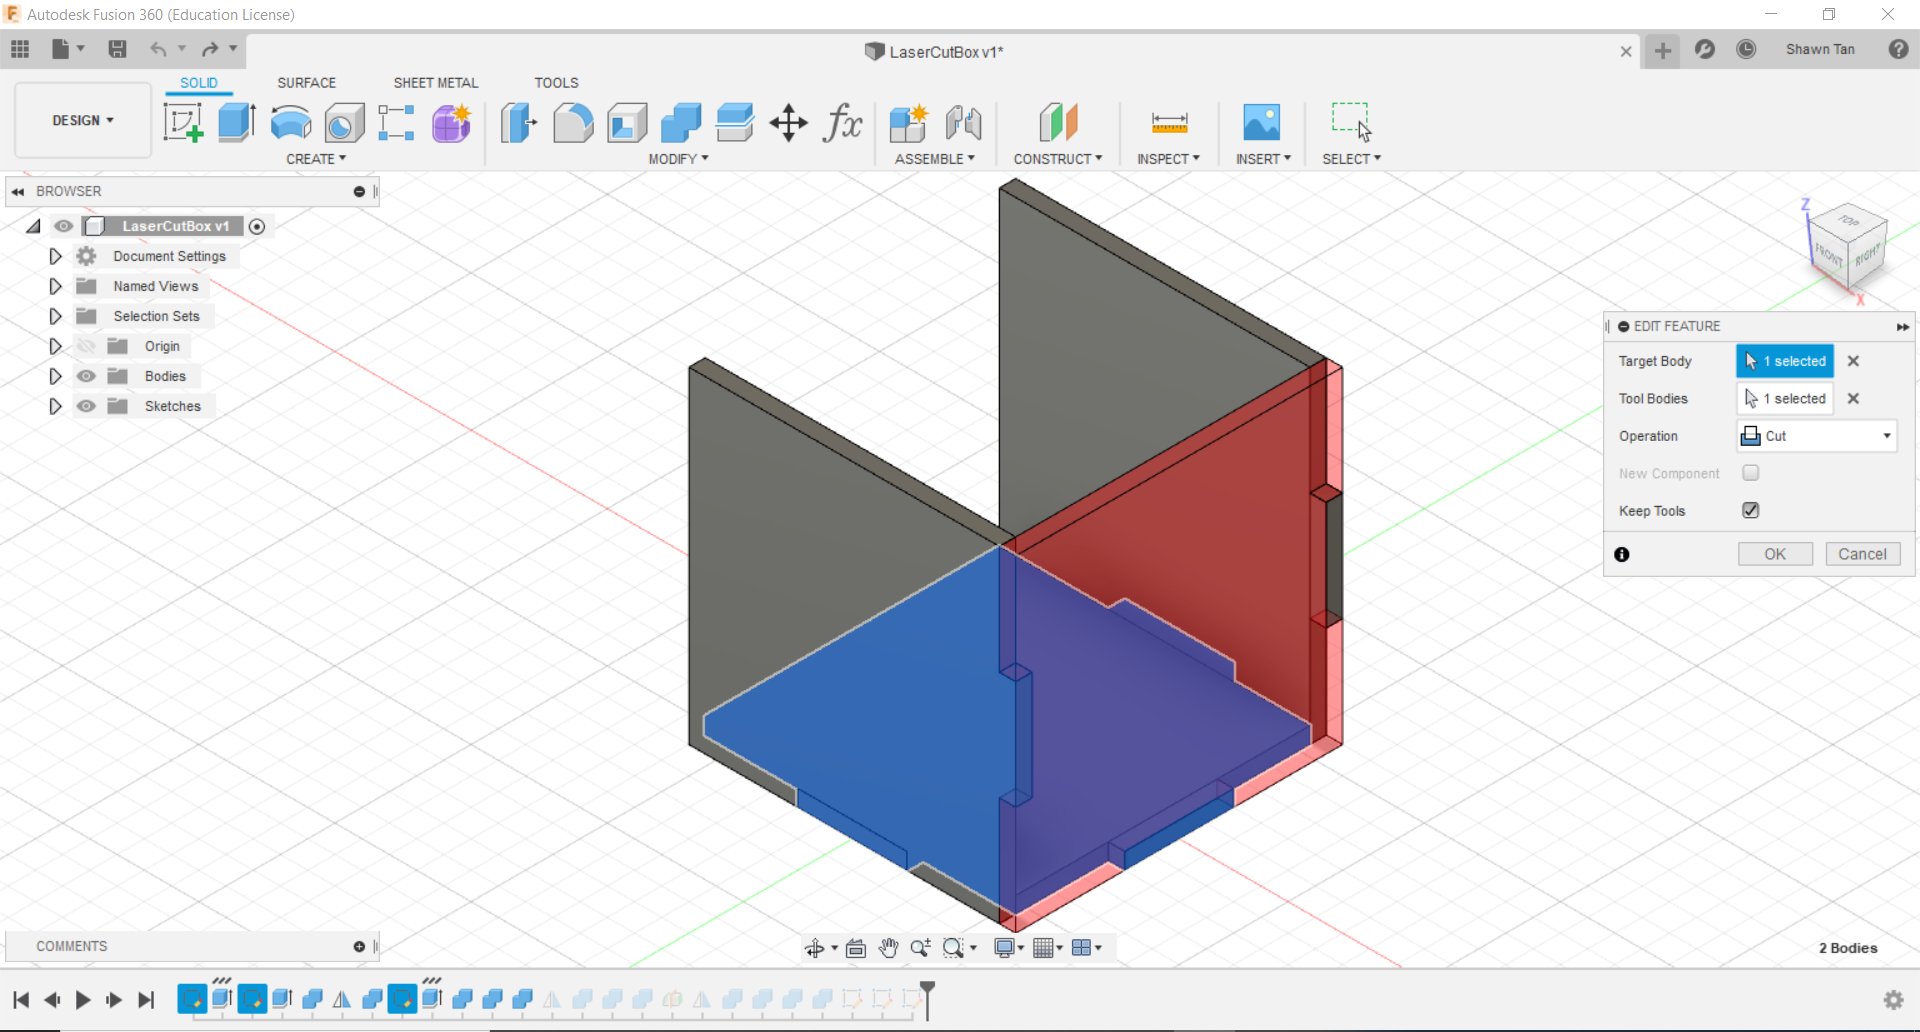 Autodesk Fusion 360 (Education License)
LaserCutBox v1*
Shawn Tan
SOLID SURFACE SHEET METAL TOOLS
DESIGN
fx
CREATE MODIFY ASSEMBLE CONSTRUCT INSPECT INSERT SELECT
BROWSER
LaserCutBox v1
Document Settings
Named Views
Selection Sets
Origin
Bodies
Sketches
Z
TOP
FRONT
RIGHT
X
EDIT FEATURE
Target Body 1 selected
Tool Bodies 1 selected
Operation Cut
New Component
Keep Tools
OK Cancel
COMMENTS
2 Bodies